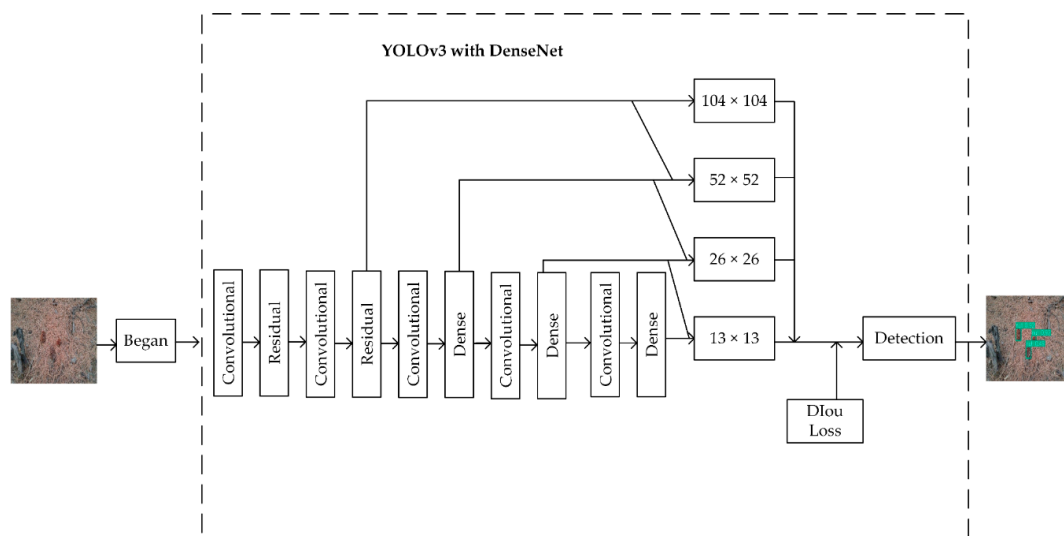 YOLOv3 with DenseNet
104 × 104
52 × 52
26 × 26
13 × 13
Began
Convolutional
Residual
Convolutional
Residual
Convolutional
Dense
Convolutional
Dense
Convolutional
Dense
Detection
DIou
Loss